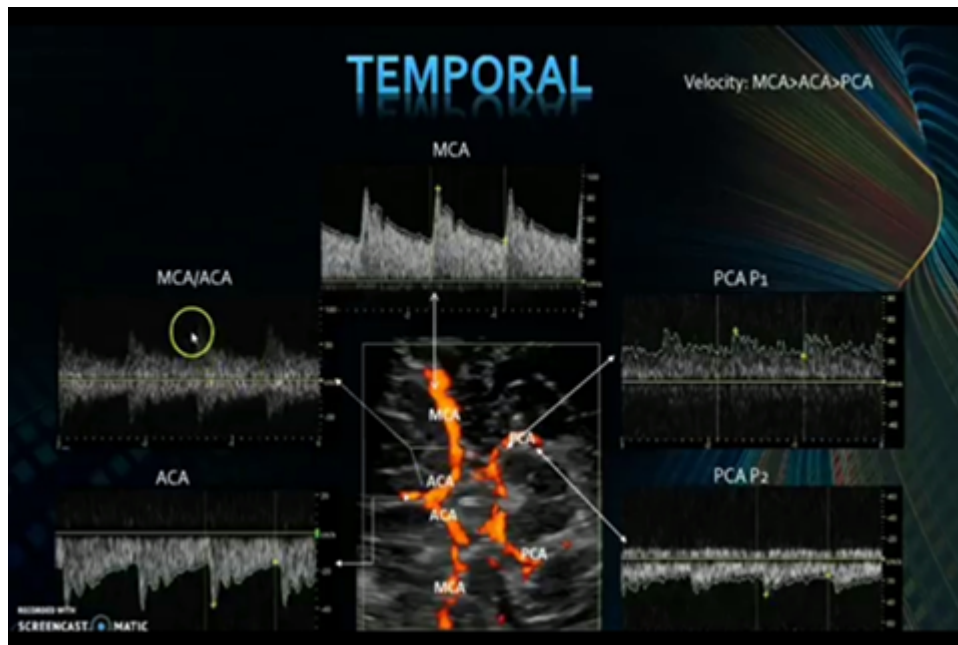 TEMPORAL
Velocity: MCA>ACA>PCA
MCA
MCA/ACA
PCA P1
MCA
PCA
ACA
ACA
ACA
PCA P2
PCA
MCA
RECORDED WITH
SCREENCAST MATIC